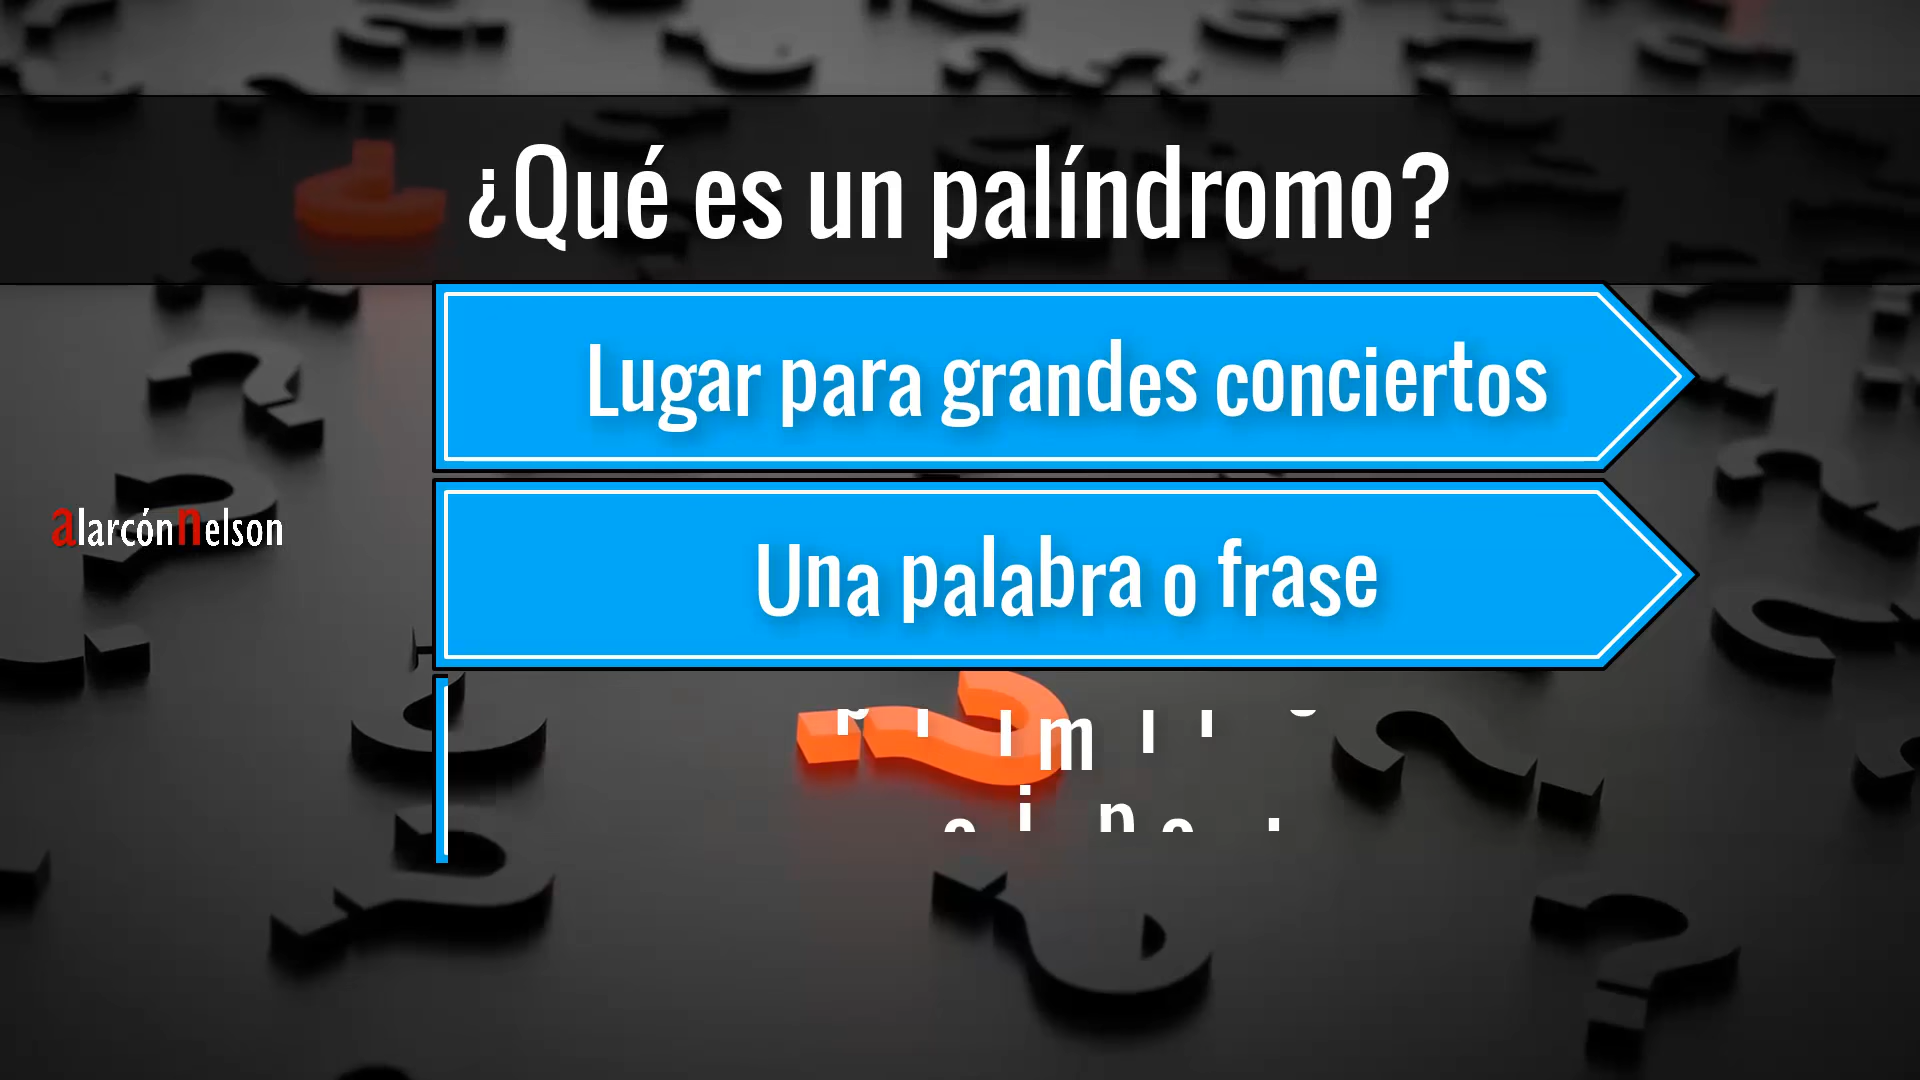 ¿Qué es un palíndromo?
Lugar para grandes conciertos
alarcónnelson
Una palabra o frase